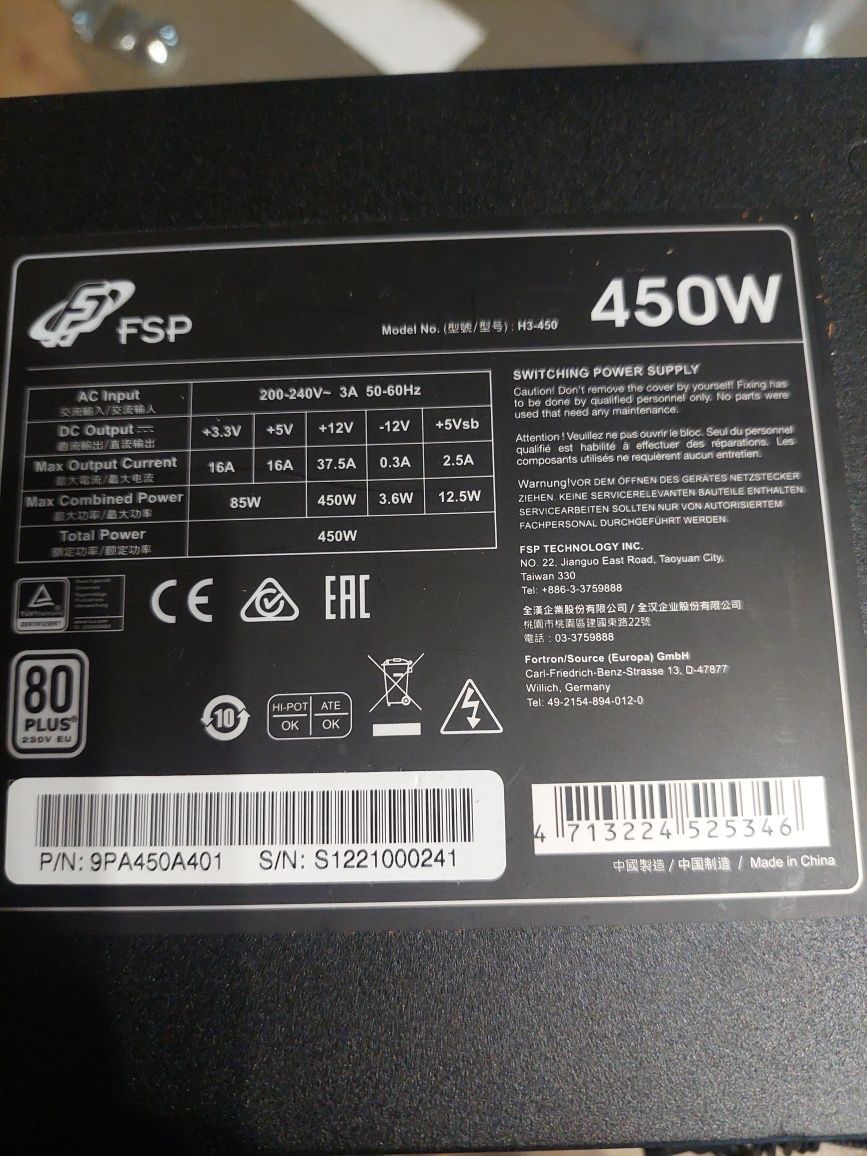 FSP
Model No. (型號/型号) : H3-450
450W
AC Input 200-240V~ 3A 50-60Hz
交流輸入/交流输入
DC Output +3.3V +5V +12V -12V +5Vsb
直流輸出/直流输出
Max Output Current 16A 16A 37.5A 0.3A 2.5A
最大電流/最大电流
Max Combined Power 85W 450W 3.6W 12.5W
最大功率/最大功率
Total Power 450W
額定功率/额定功率
SWITCHING POWER SUPPLY
Caution! Don't remove the cover by yourself! Fixing has
to be done by qualified personnel only. No parts were
used that need any maintenance.
Attention ! Veuillez ne pas ouvrir le bloc. Seul du personnel
qualifié est habilité à effectuer des réparations. Les
composants utilisés ne requièrent aucun entretien.
Warnung!VOR DEM ÖFFNEN DES GERÄTES NETZSTECKER
ZIEHEN. KEINE SERVICERELEVANTEN BAUTEILE ENTHALTEN.
SERVICEARBEITEN SOLLTEN NUR VON AUTORISIERTEM
FACHPERSONAL DURCHGEFÜHRT WERDEN.
FSP TECHNOLOGY INC.
NO. 22, Jianguo East Road, Taoyuan City,
Taiwan 330
Tel: +886-3-3759888
全漢企業股份有限公司 / 全汉企业股份有限公司
桃園市桃園區建國東路22號
電話 : 03-3759888
Fortron/Source (Europa) GmbH
Carl-Friedrich-Benz-Strasse 13, D-47877
Willich, Germany
Tel: 49-2154-894-012-0
TÜVRheinland
ZERTIFIZIERT
CE
EAC
80
PLUS®
230V EU
10
HI-POT ATE
OK OK
P/N: 9PA450A401 S/N: S1221000241
4 713224 525346
中國製造 / 中国制造 / Made in China